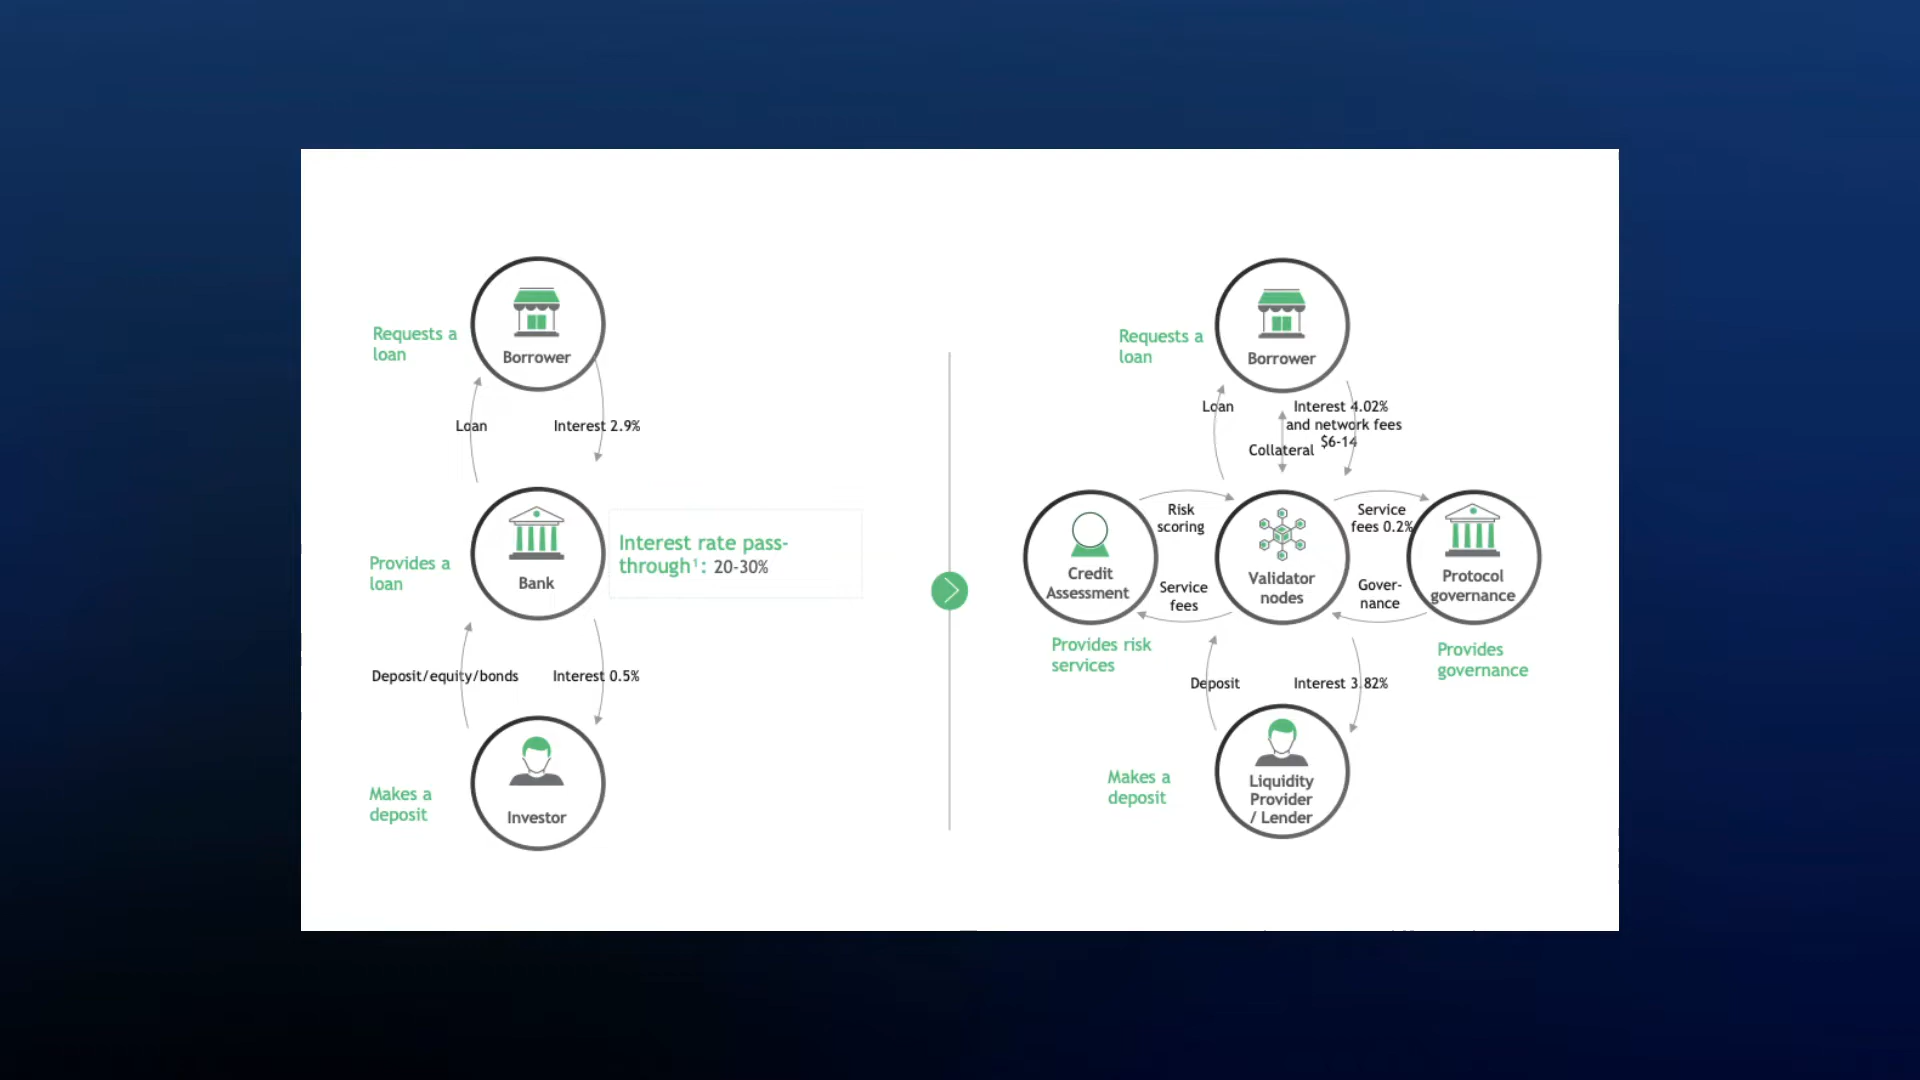 Requests a
loan
Borrower
Loan
Interest 2.9%
Provides a
loan
Bank
Interest rate pass-
through¹: 20-30%
Deposit/equity/bonds
Interest 0.5%
Makes a
deposit
Investor
Requests a
loan
Borrower
Loan
Interest 4.02%
and network fees
$6-14
Collateral
Credit
Assessment
Risk
scoring
Service
fees
Validator
nodes
Service
fees 0.2%
Gover-
nance
Protocol
governance
Provides risk
services
Provides
governance
Deposit
Interest 3.82%
Makes a
deposit
Liquidity
Provider
/ Lender